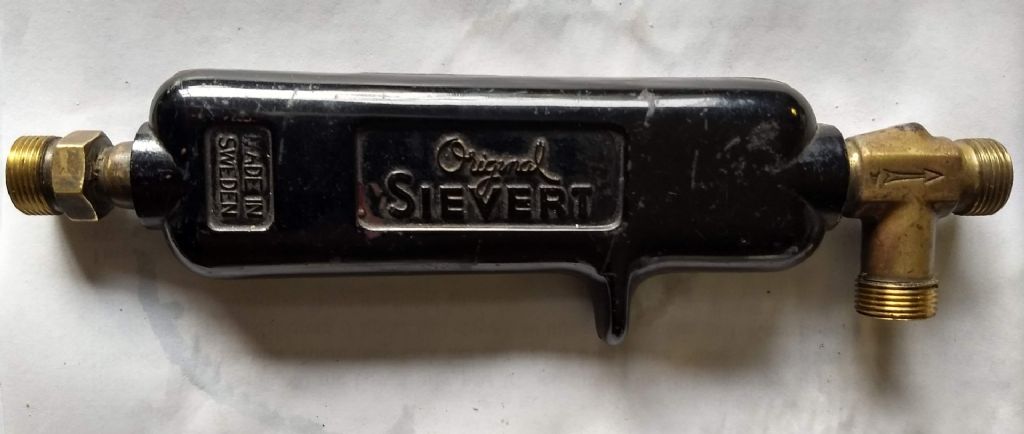 MADE IN
SWEDEN
Original
SIEVERT